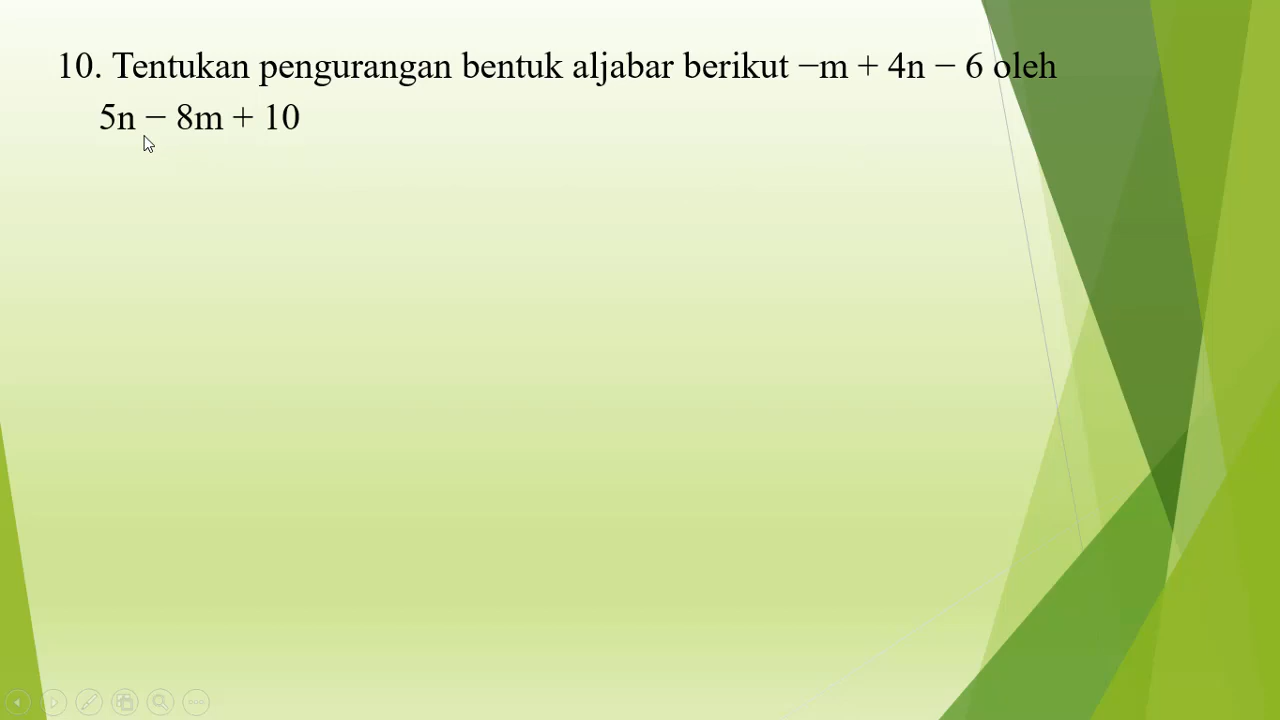 10. Tentukan pengurangan bentuk aljabar berikut −m + 4n − 6 oleh
5n − 8m + 10